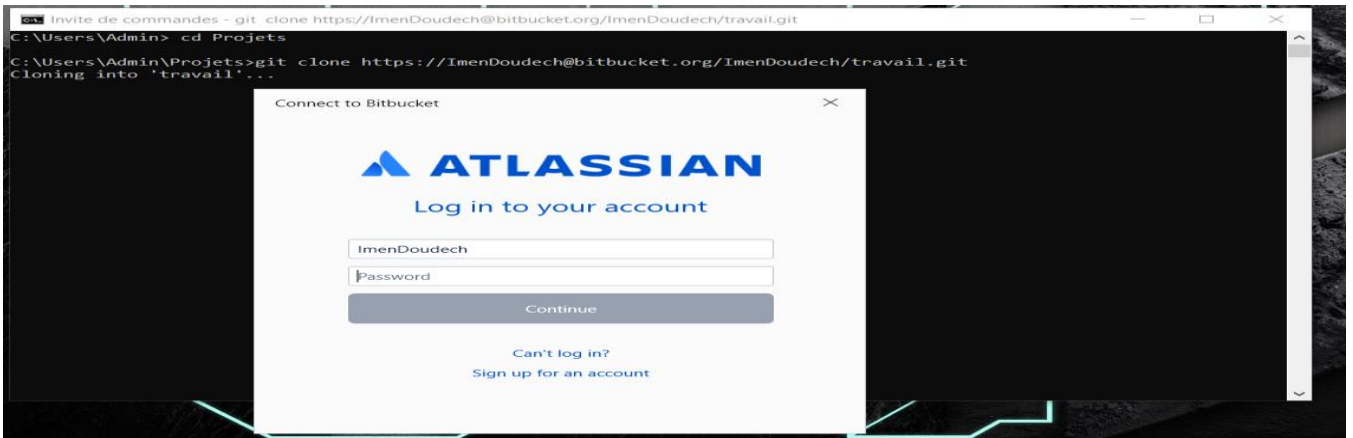 Invite de commandes - git clone https://ImenDoudech@bitbucket.org/ImenDoudech/travail.git
C:\Users\Admin> cd Projets
C:\Users\Admin\Projets>git clone https://ImenDoudech@bitbucket.org/ImenDoudech/travail.git
Cloning into 'travail'...
Connect to Bitbucket
ATLASSIAN
Log in to your account
ImenDoudech
Password
Continue
Can't log in?
Sign up for an account